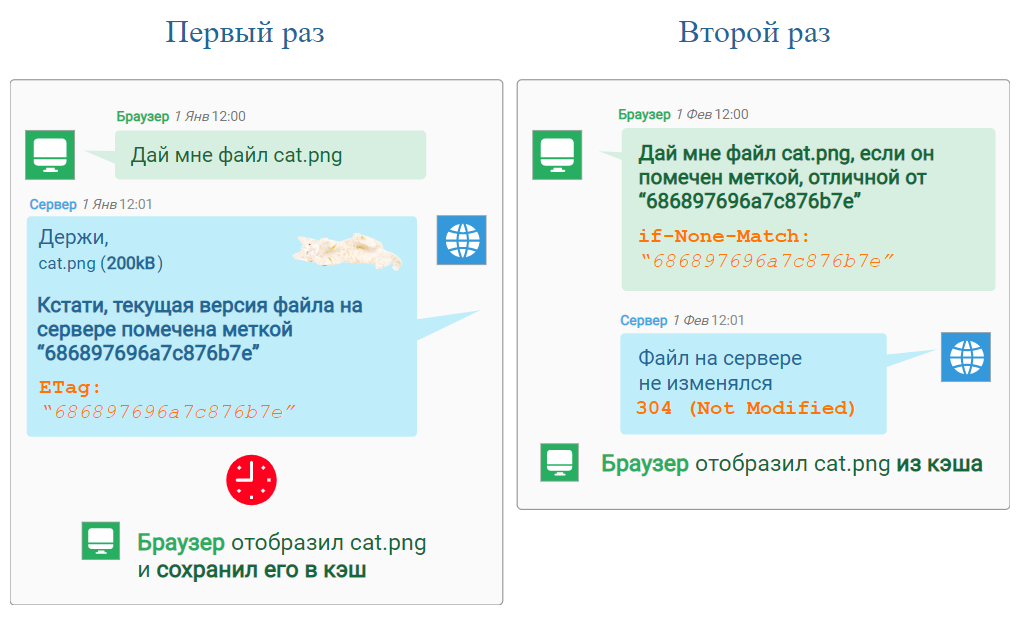 Первый раз
Браузер 1 Янв 12:00
Дай мне файл cat.png
Сервер 1 Янв 12:01
Держи,
cat.png (200kB)
Кстати, текущая версия файла на
сервере помечена меткой
“686897696a7c876b7e”
ETag:
“686897696a7c876b7e”
Браузер отобразил cat.png
и сохранил его в кэш
Второй раз
Браузер 1 Фев 12:00
Дай мне файл cat.png, если он
помечен меткой, отличной от
“686897696a7c876b7e”
if-None-Match:
“686897696a7c876b7e”
Сервер 1 Фев 12:01
Файл на сервере
не изменялся
304 (Not Modified)
Браузер отобразил cat.png из кэша